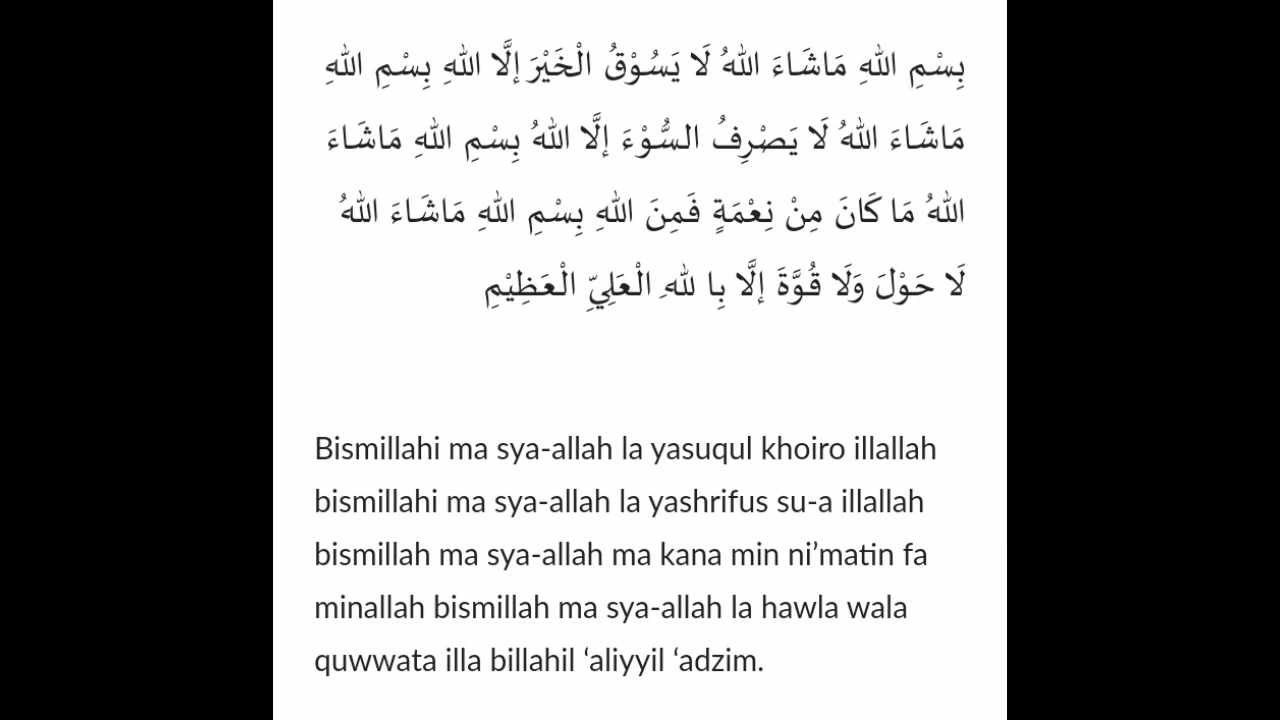 بِسْمِ اللهِ مَاشَاءَ اللهُ لَا يَسُوْقُ الْخَيْرَ إلَّا اللهِ بِسْمِ اللهِ
مَاشَاءَ اللهُ لَا يَصْرِفُ السُّوْءَ إلَّا اللهُ بِسْمِ اللهِ مَاشَاءَ
اللهُ مَا كَانَ مِنْ نِعْمَةٍ فَمِنَ اللهِ بِسْمِ اللهِ مَاشَاءَ اللهُ
لَا حَوْلَ وَلَا قُوَّةَ إلَّا بِا للهِ الْعَلِيِّ الْعَظِيْمِ
Bismillahi ma sya-allah la yasuqul khoiro illallah
bismillahi ma sya-allah la yashrifus su-a illallah
bismillah ma sya-allah ma kana min ni’matin fa
minallah bismillah ma sya-allah la hawla wala
quwwata illa billahil ‘aliyyil ‘adzim.